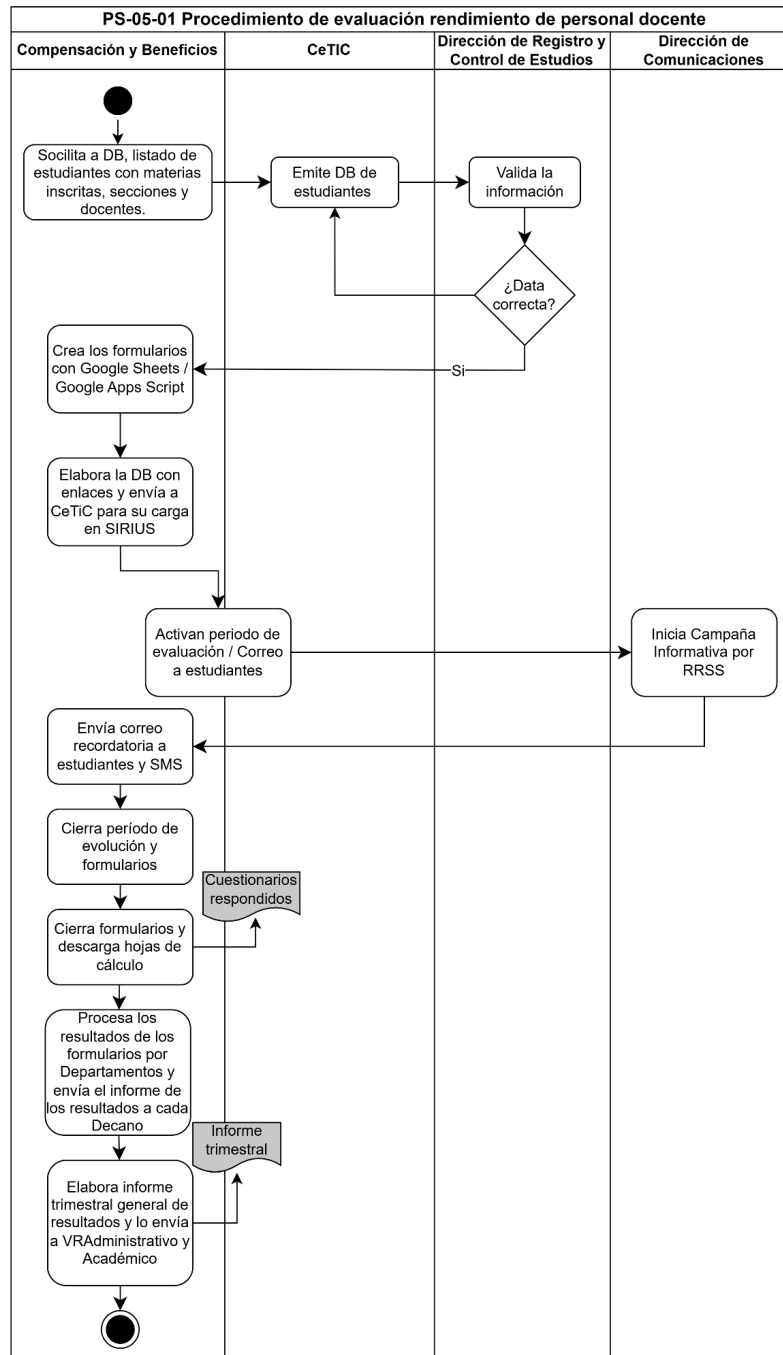 PS-05-01 Procedimiento de evaluación rendimiento de personal docente
Compensación y Beneficios
CeTIC
Dirección de Registro y
Control de Estudios
Dirección de
Comunicaciones
Socilita a DB, listado de
estudiantes con materias
inscritas, secciones y
docentes.
Emite DB de
estudiantes
Valida la
información
¿Data
correcta?
Si
Crea los formularios
con Google Sheets /
Google Apps Script
Elabora la DB con
enlaces y envía a
CeTiC para su carga
en SIRIUS
Activan periodo de
evaluación / Correo
a estudiantes
Inicia Campaña
Informativa por
RRSS
Envía correo
recordatoria a
estudiantes y SMS
Cierra período de
evolución y
formularios
Cuestionarios
respondidos
Cierra formularios y
descarga hojas de
cálculo
Procesa los
resultados de los
formularios por
Departamentos y
envía el informe de
los resultados a cada
Decano
Informe
trimestral
Elabora informe
trimestral general de
resultados y lo envía
a VRAdministrativo y
Académico